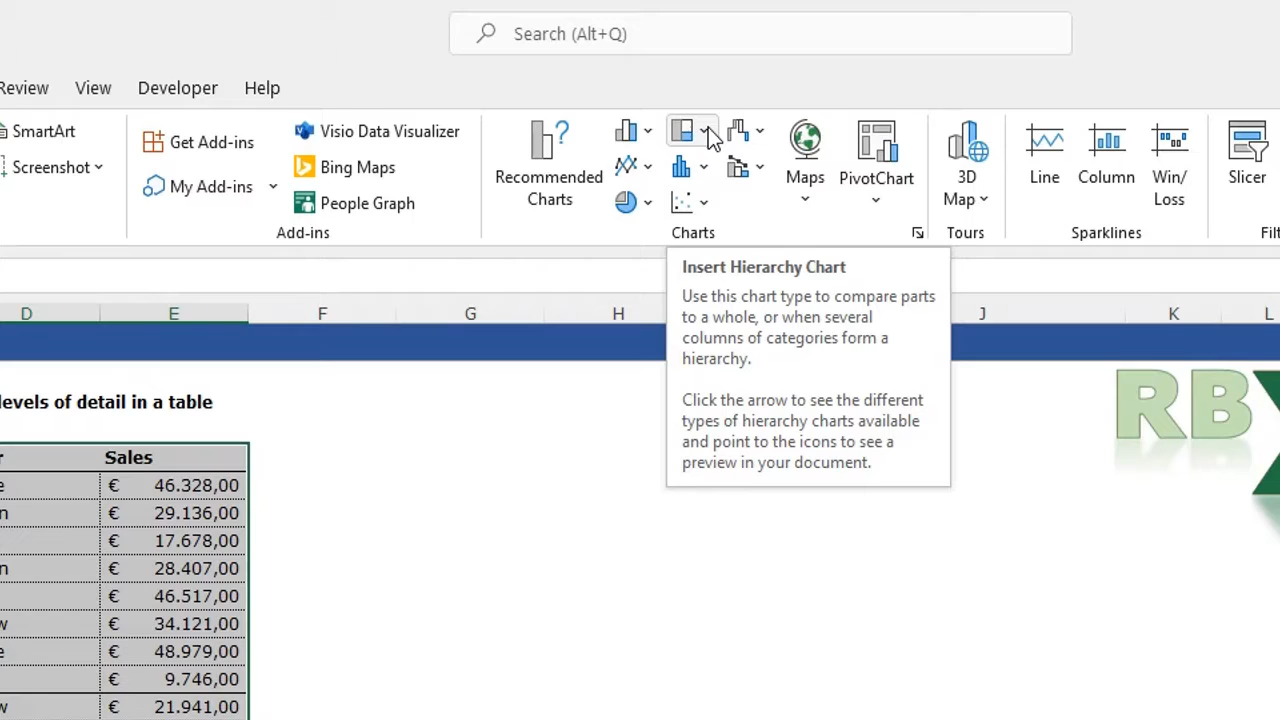 Search (Alt+Q)
Review
View
Developer
Help
SmartArt
Screenshot
Get Add-ins
My Add-ins
Visio Data Visualizer
Bing Maps
People Graph
Add-ins
Recommended
Charts
Charts
Maps
PivotChart
3D
Map
Tours
Line
Column
Win/
Loss
Sparklines
Slicer
Filt
Insert Hierarchy Chart
Use this chart type to compare parts
to a whole, or when several
columns of categories form a
hierarchy.
Click the arrow to see the different
types of hierarchy charts available
and point to the icons to see a
preview in your document.
D
E
F
G
H
J
K
L
levels of detail in a table
RBX
r
Sales
e
€ 46.328,00
n
€ 29.136,00
€ 17.678,00
n
€ 28.407,00
€ 46.517,00
w
€ 34.121,00
e
€ 48.979,00
€ 9.746,00
w
€ 21.941,00